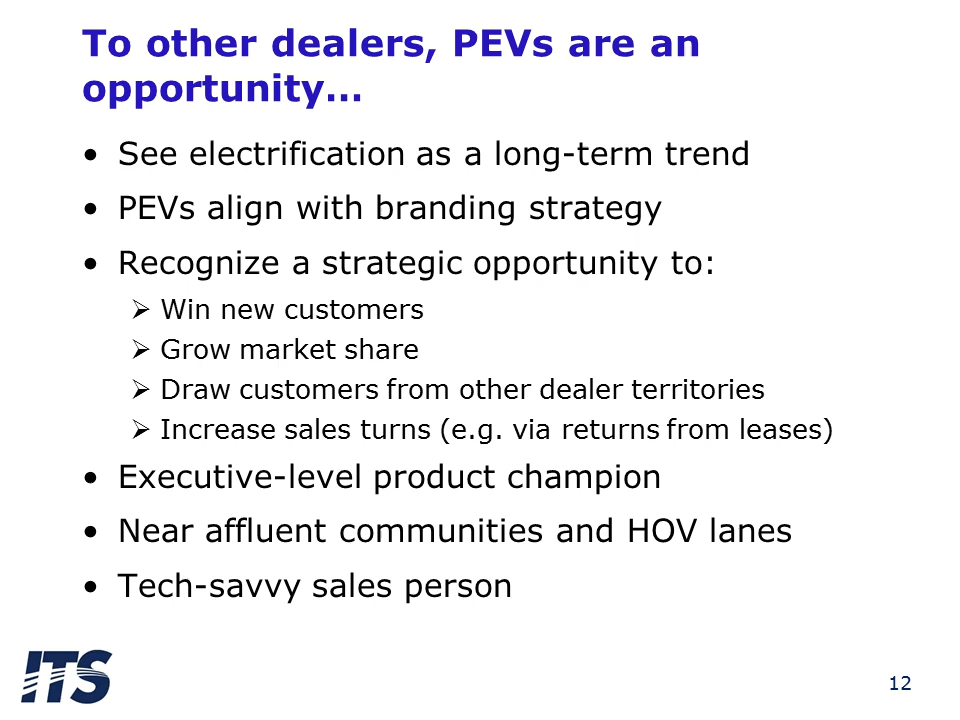 To other dealers, PEVs are an
opportunity…
• See electrification as a long-term trend
• PEVs align with branding strategy
• Recognize a strategic opportunity to:
➢ Win new customers
➢ Grow market share
➢ Draw customers from other dealer territories
➢ Increase sales turns (e.g. via returns from leases)
• Executive-level product champion
• Near affluent communities and HOV lanes
• Tech-savvy sales person
ITS
12